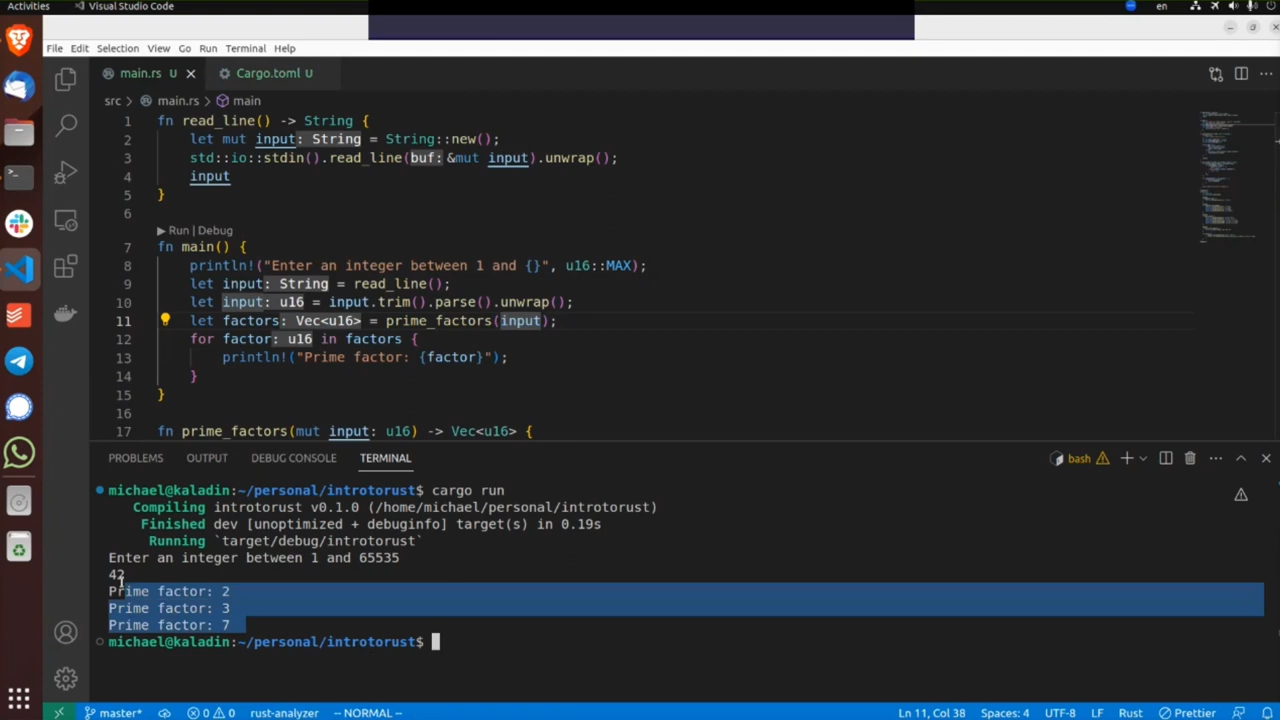 Activities Visual Studio Code en
File Edit Selection View Go Run Terminal Help
main.rs U Cargo.toml U
src > main.rs > main
1 fn read_line() -> String {
2 let mut input: String = String::new();
3 std::io::stdin().read_line(buf: &mut input).unwrap();
4 input
5 }
6
Run | Debug
7 fn main() {
8 println!("Enter an integer between 1 and {}", u16::MAX);
9 let input: String = read_line();
10 let input: u16 = input.trim().parse().unwrap();
11 let factors: Vec<u16> = prime_factors(input);
12 for factor: u16 in factors {
13 println!("Prime factor: {factor}");
14 }
15 }
16
17 fn prime_factors(mut input: u16) -> Vec<u16> {
PROBLEMS OUTPUT DEBUG CONSOLE TERMINAL bash
michael@kaladin:~/personal/introtorust$ cargo run
Compiling introtorust v0.1.0 (/home/michael/personal/introtorust)
Finished dev [unoptimized + debuginfo] target(s) in 0.19s
Running `target/debug/introtorust`
Enter an integer between 1 and 65535
42
Prime factor: 2
Prime factor: 3
Prime factor: 7
michael@kaladin:~/personal/introtorust$
master* 0 0 rust-analyzer -- NORMAL -- Ln 11, Col 38 Spaces: 4 UTF-8 LF Rust Prettier